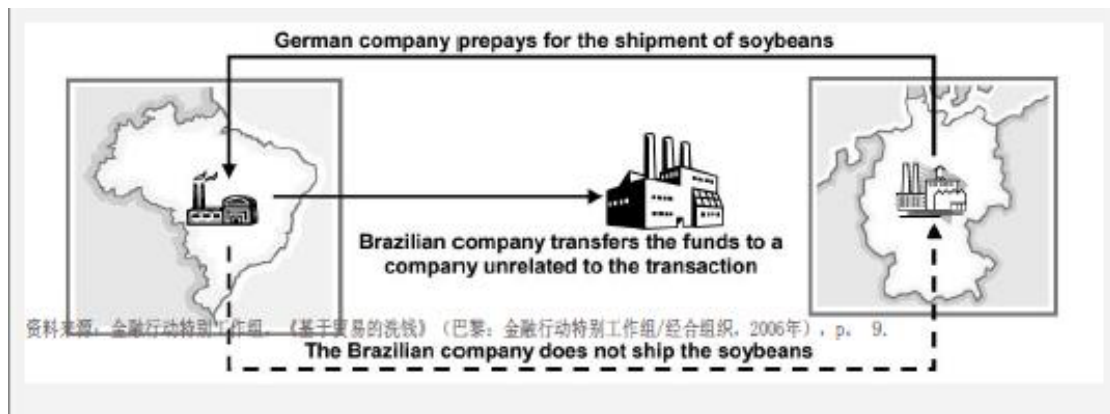 German company prepays for the shipment of soybeans
Brazilian company transfers the funds to a
company unrelated to the transaction
资料来源：金融行动特别工作组，《基于贸易的洗钱》（巴黎：金融行动特别工作组/经合组织，2006年），p. 9.
The Brazilian company does not ship the soybeans